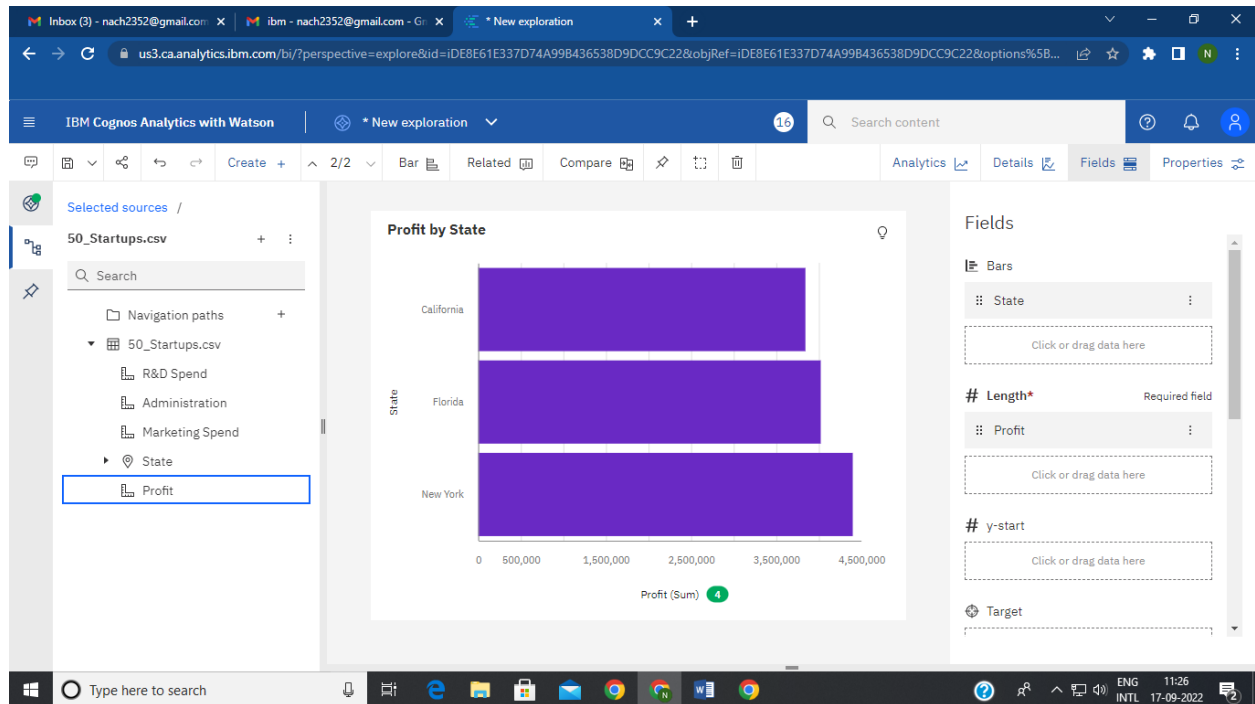 Inbox (3) - nach2352@gmail.com
ibm - nach2352@gmail.com - Gm
* New exploration
us3.ca.analytics.ibm.com/bi/?perspective=explore&id=iDE8E61E337D74A99B436538D9DCC9C22&objRef=iDE8E61E337D74A99B436538D9DCC9C22&options%5B...
N
IBM Cognos Analytics with Watson
* New exploration
16
Search content
Create +
2/2
Bar
Related
Compare
Analytics
Details
Fields
Properties
Selected sources /
50_Startups.csv
Search
Navigation paths
50_Startups.csv
R&D Spend
Administration
Marketing Spend
State
Profit
Profit by State
California
Florida
New York
State
0 500,000 1,500,000 2,500,000 3,500,000 4,500,000
Profit (Sum) 4
Fields
Bars
State
Click or drag data here
# Length* Required field
Profit
Click or drag data here
# y-start
Click or drag data here
Target
Type here to search
ENG
INTL
11:26
17-09-2022
2